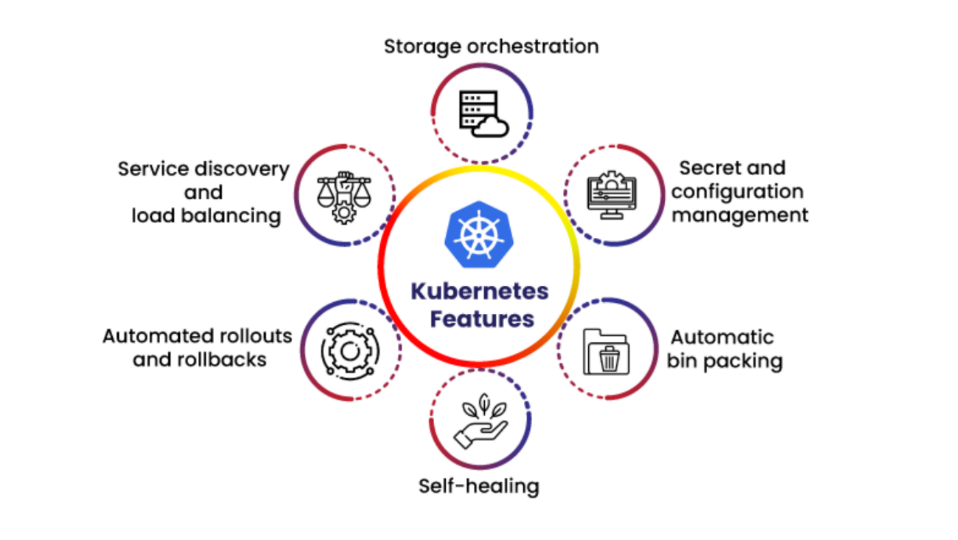 Storage orchestration
Service discovery
and
load balancing
Secret and
configuration
management
Kubernetes
Features
Automated rollouts
and rollbacks
Automatic
bin packing
Self-healing